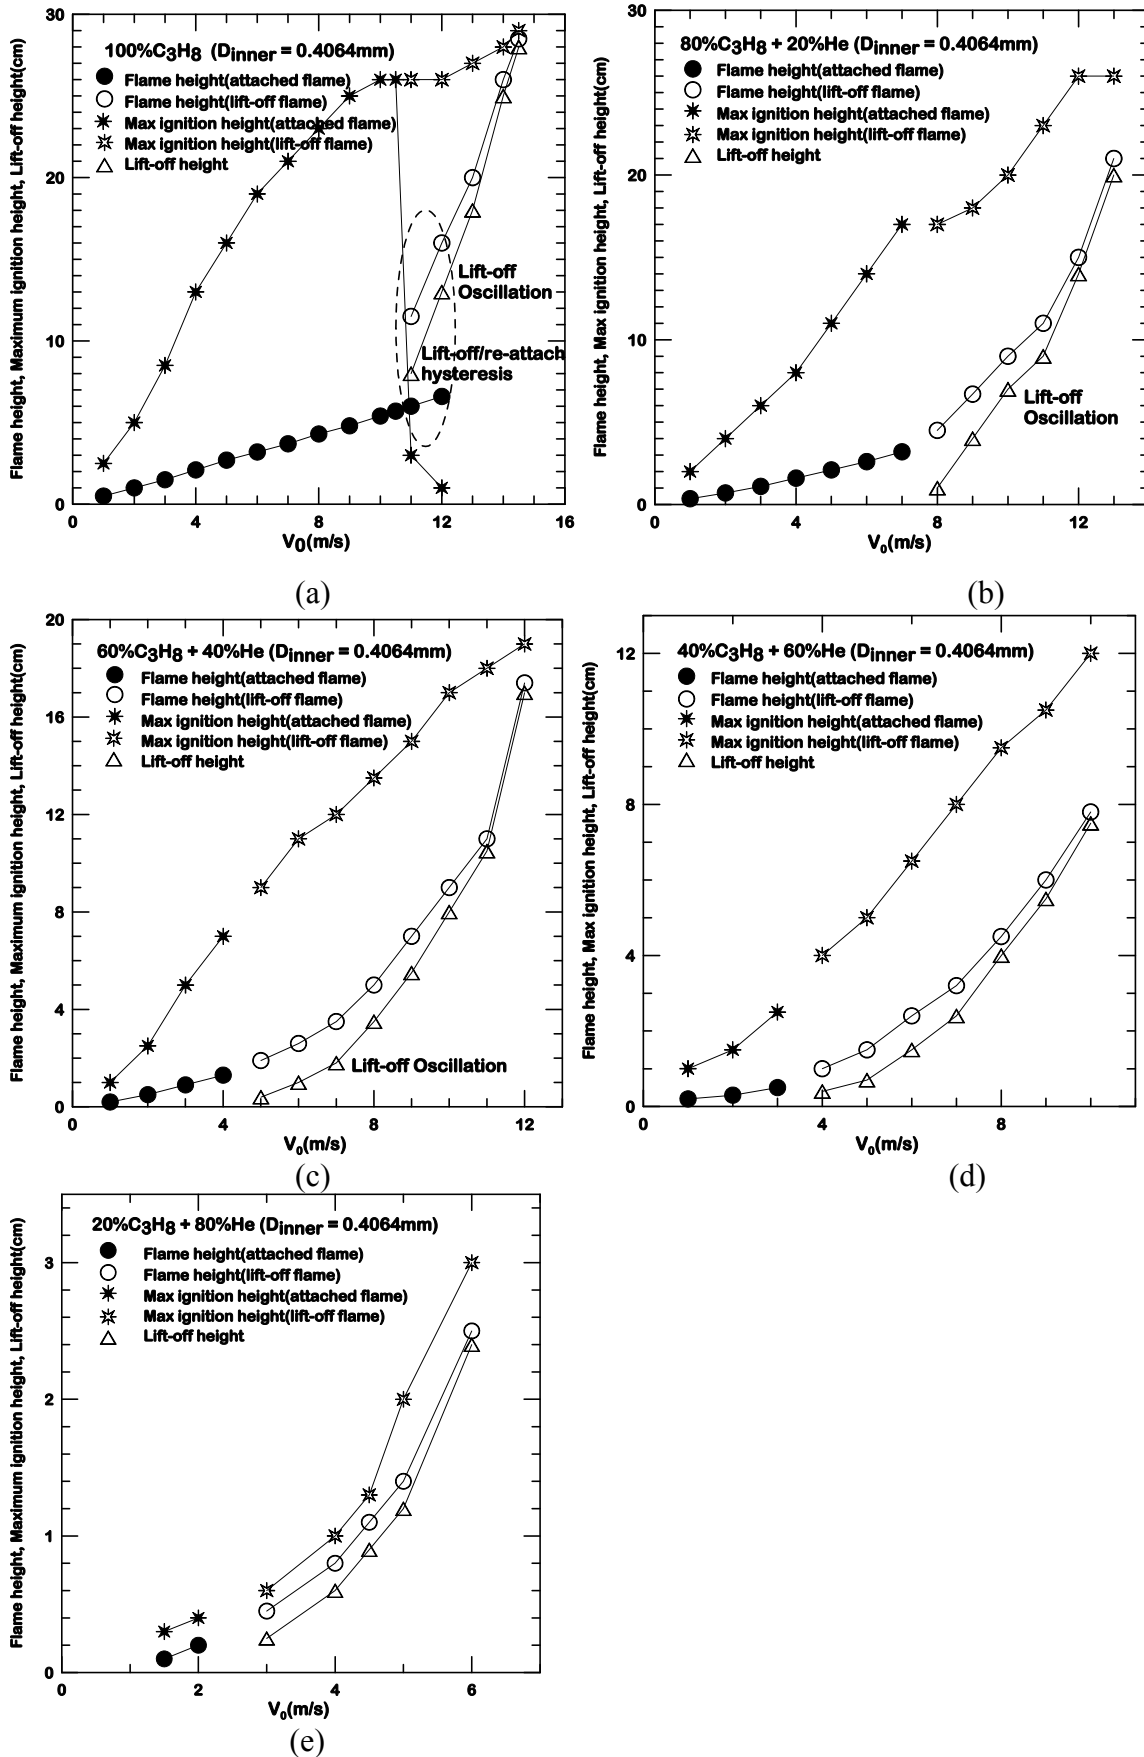 100%C3H8 (Dinner = 0.4064mm)
Flame height(attached flame)
Flame height(lift-off flame)
Max ignition height(attached flame)
Max ignition height(lift-off flame)
Lift-off height
Lift-off
Oscillation
Lift-off/re-attach
hysteresis
Flame height, Maximum ignition height, Lift-off height(cm)
30
20
10
0
0 4 8 12 16
V0(m/s)
(a)
80%C3H8 + 20%He (Dinner = 0.4064mm)
Flame height(attached flame)
Flame height(lift-off flame)
Max ignition height(attached flame)
Max ignition height(lift-off flame)
Lift-off height
Lift-off
Oscillation
Flame height, Max ignition height, Lift-off height(cm)
30
20
10
0
0 4 8 12
V0(m/s)
(b)
60%C3H8 + 40%He (Dinner = 0.4064mm)
Flame height(attached flame)
Flame height(lift-off flame)
Max ignition height(attached flame)
Max ignition height(lift-off flame)
Lift-off height
Lift-off Oscillation
Flame height, Maximum ignition height, Lift-off height(cm)
20
16
12
8
4
0
0 4 8 12
V0(m/s)
(c)
40%C3H8 + 60%He (Dinner = 0.4064mm)
Flame height(attached flame)
Flame height(lift-off flame)
Max ignition height(attached flame)
Max ignition height(lift-off flame)
Lift-off height
Flame height, Max ignition height, Lift-off height(cm)
12
8
4
0
0 4 8
V0(m/s)
(d)
20%C3H8 + 80%He (Dinner = 0.4064mm)
Flame height(attached flame)
Flame height(lift-off flame)
Max ignition height(attached flame)
Max ignition height(lift-off flame)
Lift-off height
Flame height, Maximum ignition height, Lift-off height(cm)
3
2
1
0
0 2 4 6
V0(m/s)
(e)